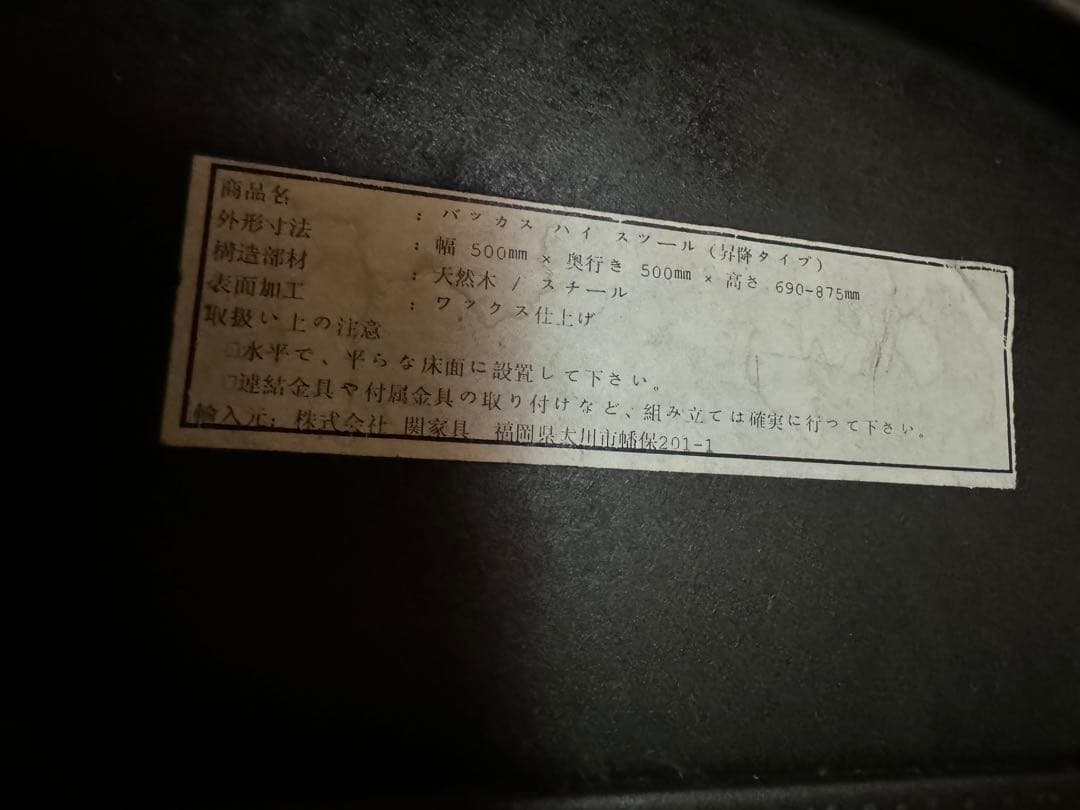 商品名 : バッカス ハイ スツール (昇降タイプ)
外形寸法 : 幅 500mm × 奥行き 500mm × 高さ 690-875mm
構造部材 : 天然木 / スチール
表面加工 : ワックス仕上げ
取扱い上の注意
□水平で、平らな床面に設置して下さい。
□連結金具や付属金具の取り付けなど、組み立ては確実に行って下さい。
輸入元: 株式会社 関家具 福岡県大川市幡保201-1